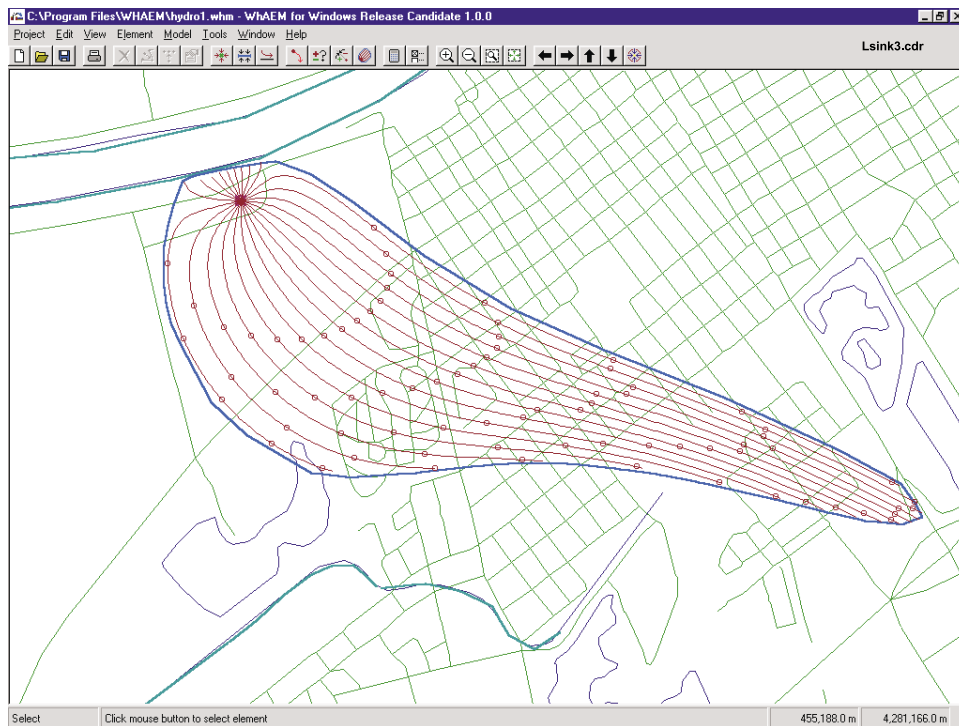 C:\Program Files\WHAEM\hydro1.whm - WhAEM for Windows Release Candidate 1.0.0
Project Edit View Element Model Tools Window Help
Lsink3.cdr
Select Click mouse button to select element 455,188.0 m 4,281,166.0 m